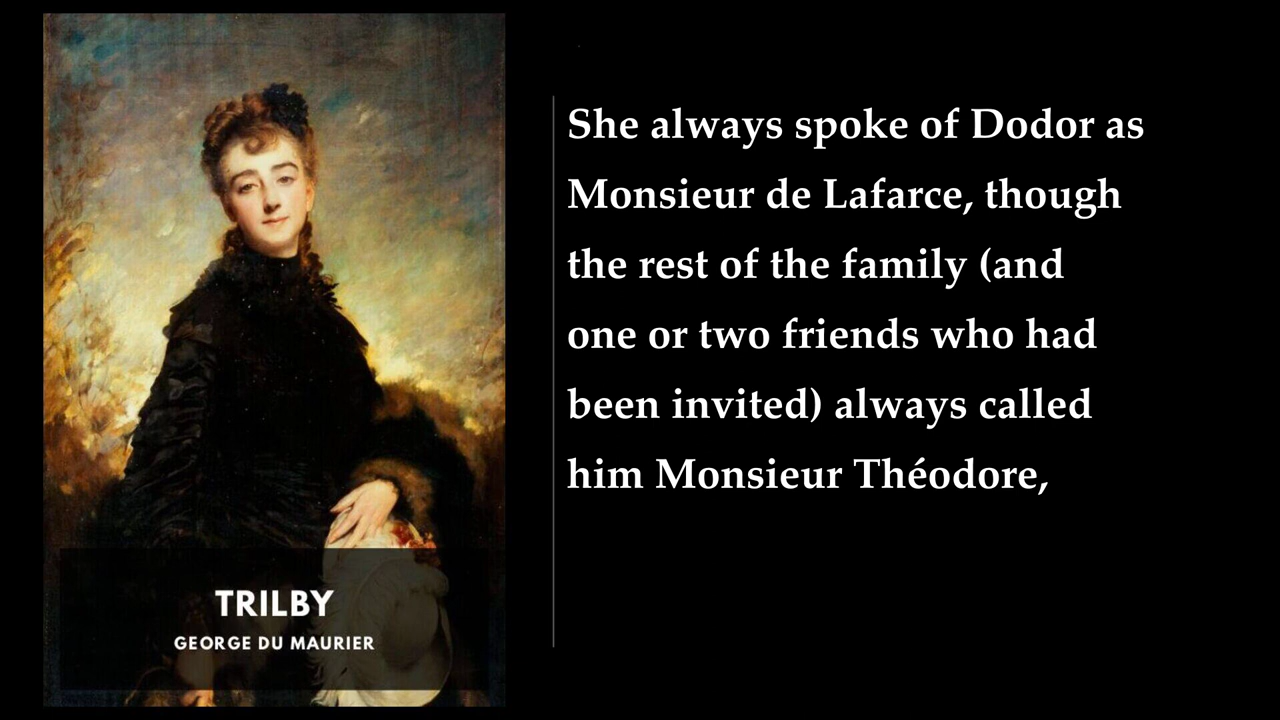 TRILBY
GEORGE DU MAURIER
She always spoke of Dodor as
Monsieur de Lafarce, though
the rest of the family (and
one or two friends who had
been invited) always called
him Monsieur Théodore,